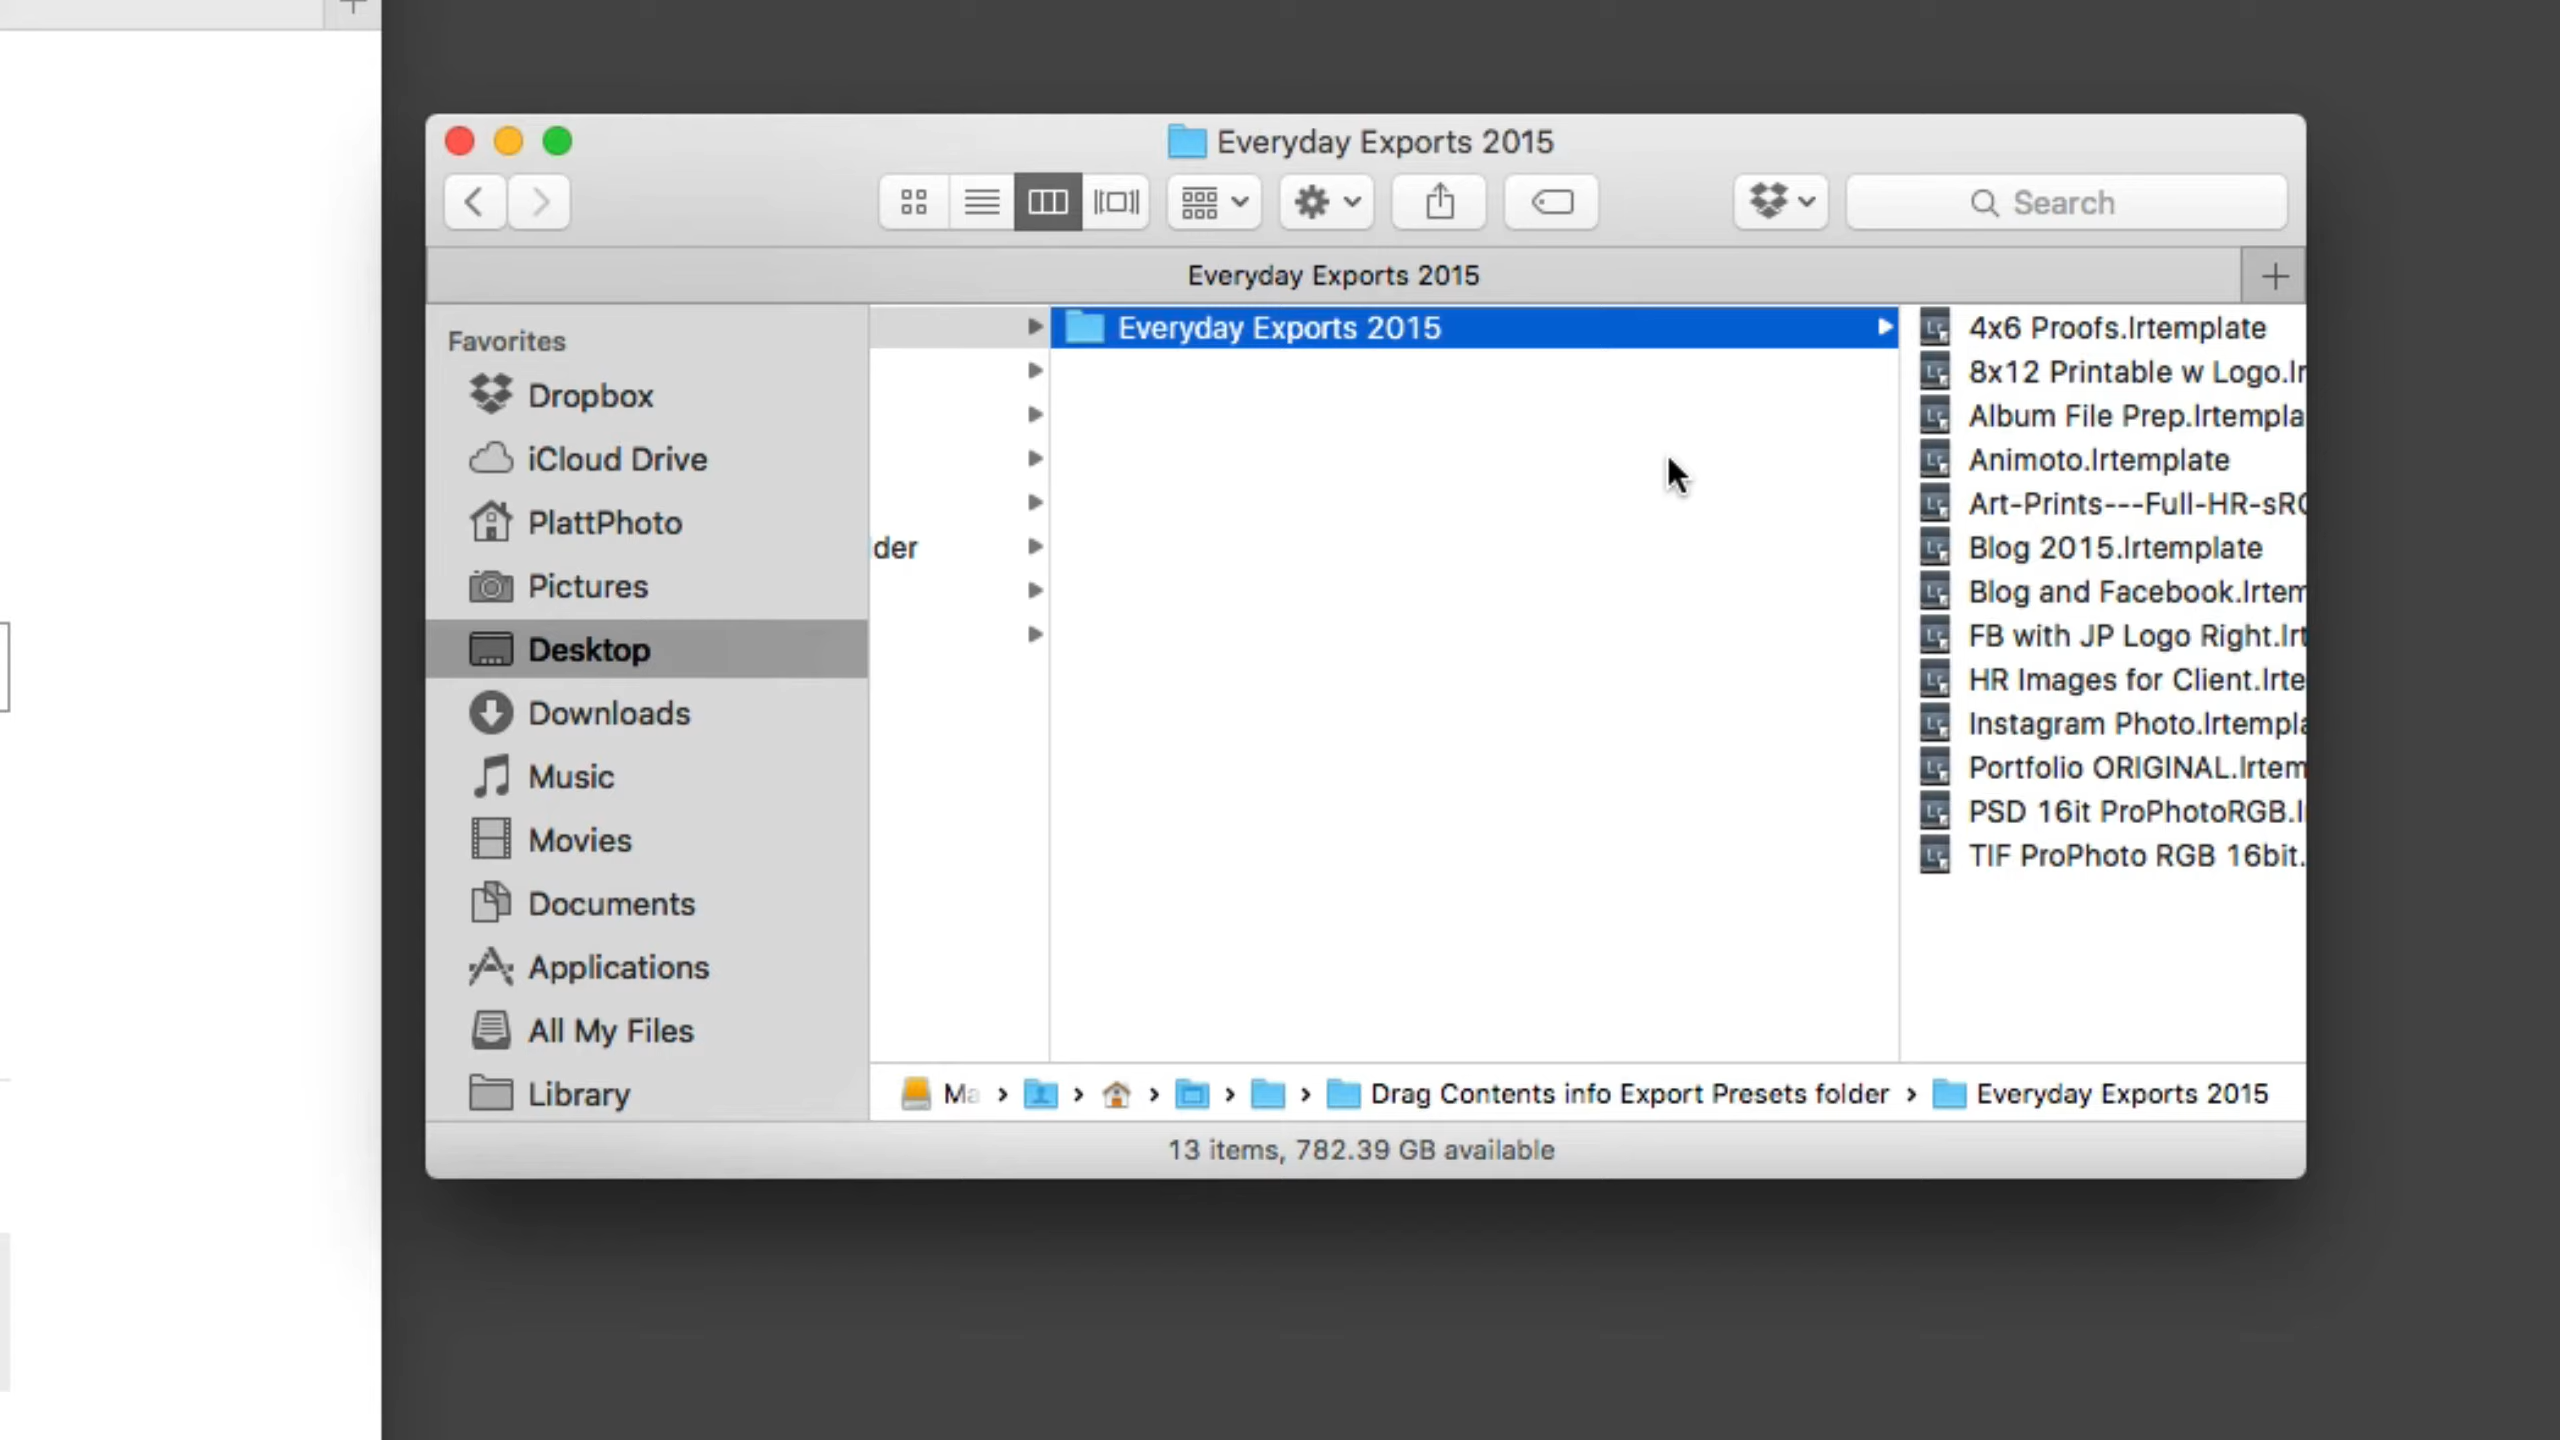 Everyday Exports 2015
Search
Everyday Exports 2015
Favorites
Dropbox
iCloud Drive
PlattPhoto
Pictures
Desktop
Downloads
Music
Movies
Documents
Applications
All My Files
Library
der
Everyday Exports 2015
4x6 Proofs.lrtemplate
8x12 Printable w Logo.lr
Album File Prep.lrtempla
Animoto.lrtemplate
Art-Prints---Full-HR-sRG
Blog 2015.lrtemplate
Blog and Facebook.lrtem
FB with JP Logo Right.lrt
HR Images for Client.lrte
Instagram Photo.lrtempla
Portfolio ORIGINAL.lrtem
PSD 16it ProPhotoRGB.l
TIF ProPhoto RGB 16bit.
Ma › › › › › Drag Contents info Export Presets folder › Everyday Exports 2015
13 items, 782.39 GB available